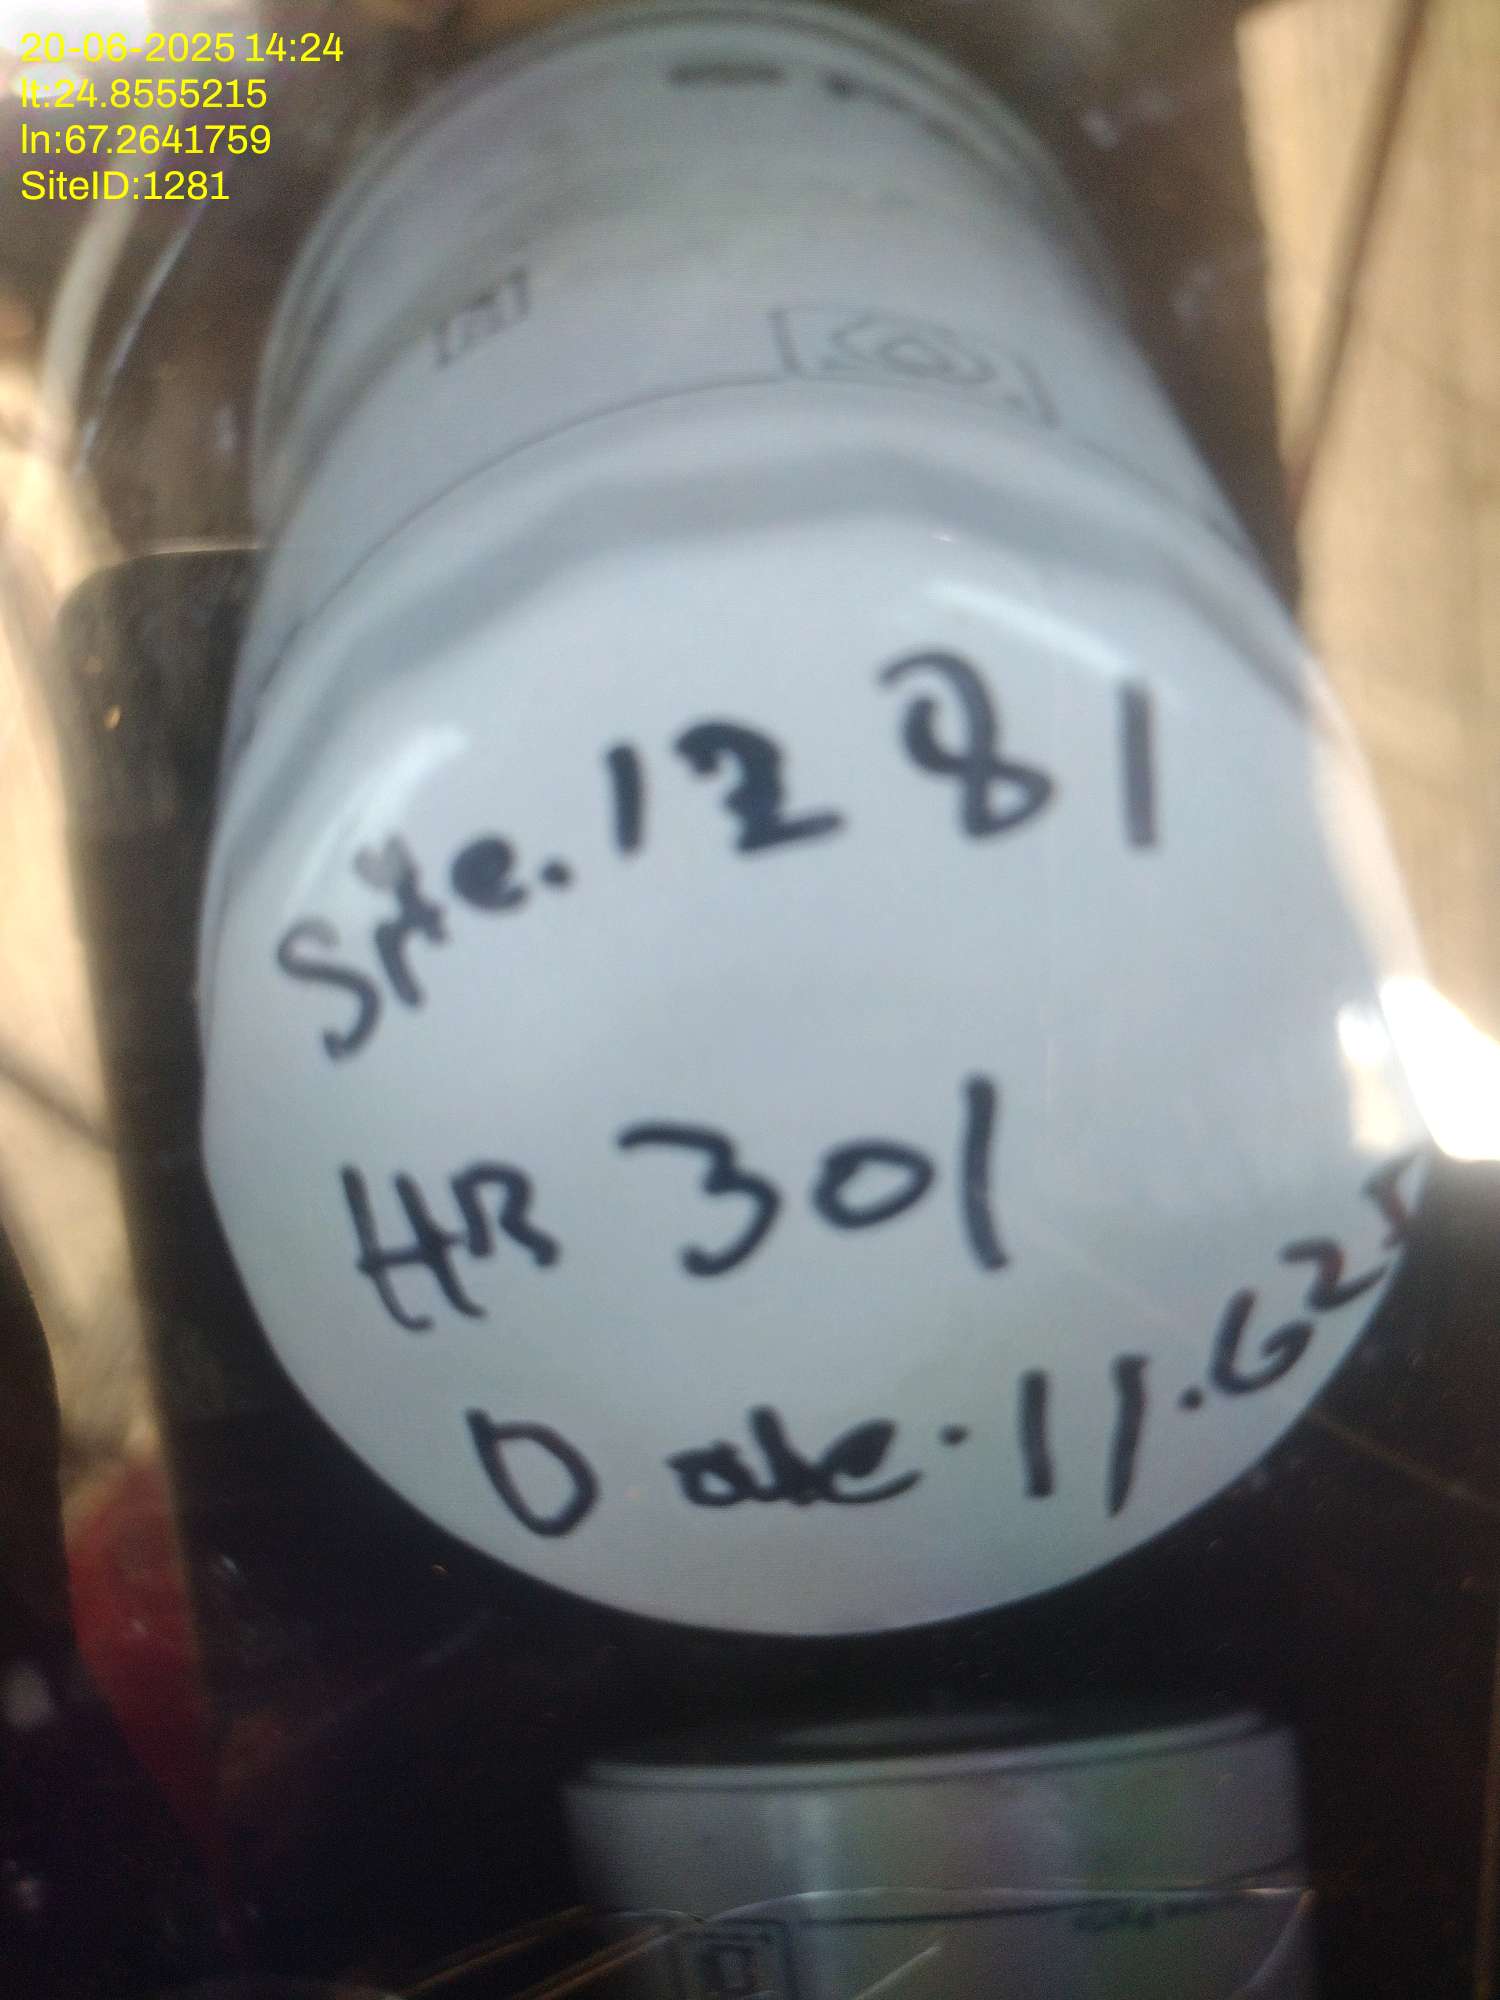 20-06-2025 14:24
lt:24.8555215
ln:67.2641759
SiteID:1281
Site. 1281
HR 301
Date. 11.6 25